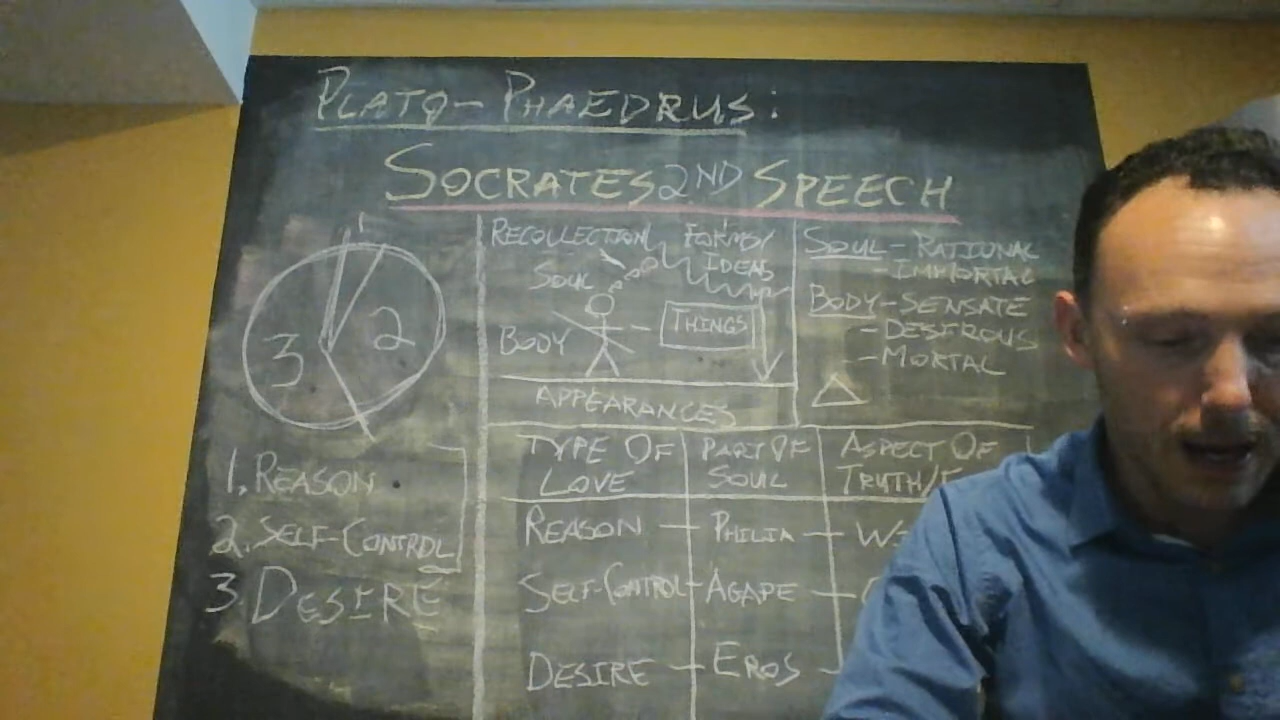 PLATO - PHAEDRUS:
SOCRATES 2ND SPEECH
1
2
3
1. REASON
2. SELF-CONTROL
3. DESIRE
RECOLLECTION
FORMS/
IDEAS
SOUL
BODY
THINGS
APPEARANCES
SOUL - RATIONAL
- IMMORTAL
BODY - SENSATE
- DESIROUS
- MORTAL
TYPE OF LOVE
PART OF SOUL
ASPECT OF TRUTH/
REASON — PHILIA —
SELF-CONTROL - AGAPE —
DESIRE — EROS —